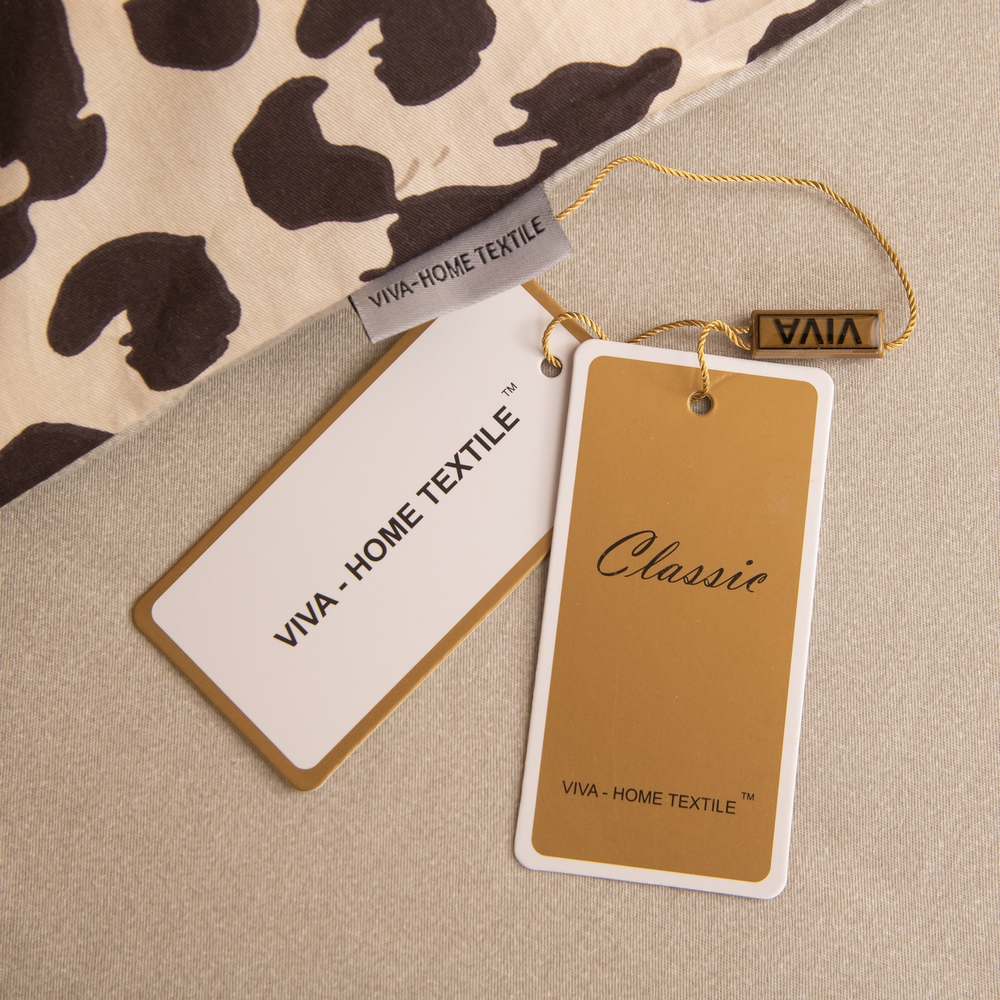 VIVA-HOME TEXTILE
VIVA
VIVA - HOME TEXTILE™
Classic
VIVA - HOME TEXTILE™